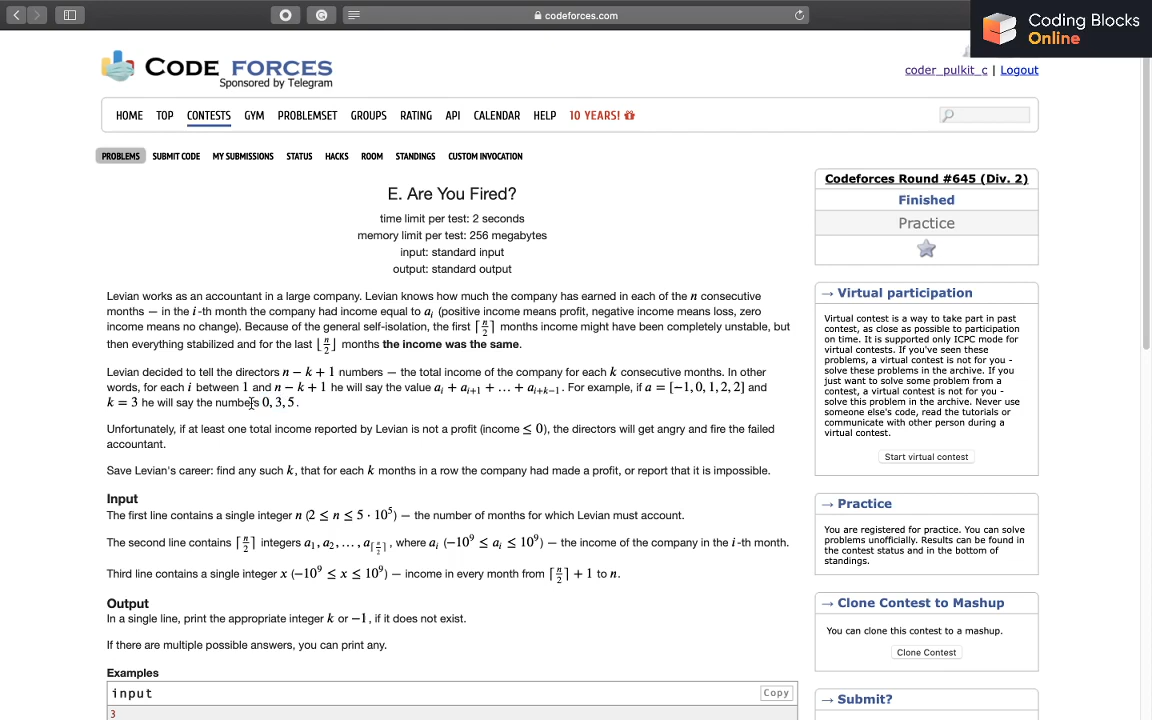 codeforces.com
Coding Blocks
Online
CODE FORCES
Sponsored by Telegram
coder_pulkit_c | Logout
HOME TOP CONTESTS GYM PROBLEMSET GROUPS RATING API CALENDAR HELP 10 YEARS!
PROBLEMS SUBMIT CODE MY SUBMISSIONS STATUS HACKS ROOM STANDINGS CUSTOM INVOCATION
E. Are You Fired?
time limit per test: 2 seconds
memory limit per test: 256 megabytes
input: standard input
output: standard output
Levian works as an accountant in a large company. Levian knows how much the company has earned in each of the n consecutive
months — in the i-th month the company had income equal to aᵢ (positive income means profit, negative income means loss, zero
income means no change). Because of the general self-isolation, the first ⌈n/2⌉ months income might have been completely unstable, but
then everything stabilized and for the last ⌊n/2⌋ months the income was the same.
Levian decided to tell the directors n − k + 1 numbers — the total income of the company for each k consecutive months. In other
words, for each i between 1 and n − k + 1 he will say the value aᵢ + aᵢ₊₁ + … + aᵢ₊ₖ₋₁. For example, if a = [−1, 0, 1, 2, 2] and
k = 3 he will say the numbers 0, 3, 5.
Unfortunately, if at least one total income reported by Levian is not a profit (income ≤ 0), the directors will get angry and fire the failed
accountant.
Save Levian's career: find any such k, that for each k months in a row the company had made a profit, or report that it is impossible.
Input
The first line contains a single integer n (2 ≤ n ≤ 5 · 10⁵) — the number of months for which Levian must account.
The second line contains ⌈n/2⌉ integers a₁, a₂, … , a⌈n/2⌉, where aᵢ (−10⁹ ≤ aᵢ ≤ 10⁹) — the income of the company in the i-th month.
Third line contains a single integer x (−10⁹ ≤ x ≤ 10⁹) — income in every month from ⌈n/2⌉ + 1 to n.
Output
In a single line, print the appropriate integer k or −1, if it does not exist.
If there are multiple possible answers, you can print any.
Examples
input Copy
3
Codeforces Round #645 (Div. 2)
Finished
Practice
→ Virtual participation
Virtual contest is a way to take part in past
contest, as close as possible to participation
on time. It is supported only ICPC mode for
virtual contests. If you've seen these
problems, a virtual contest is not for you -
solve these problems in the archive. If you
just want to solve some problem from a
contest, a virtual contest is not for you -
solve this problem in the archive. Never use
someone else's code, read the tutorials or
communicate with other person during a
virtual contest.
Start virtual contest
→ Practice
You are registered for practice. You can solve
problems unofficially. Results can be found in
the contest status and in the bottom of
standings.
→ Clone Contest to Mashup
You can clone this contest to a mashup.
Clone Contest
→ Submit?